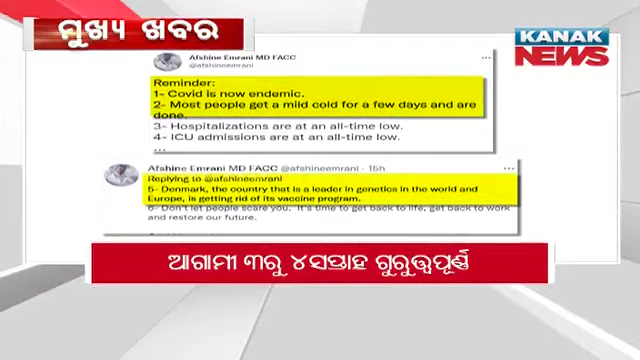 ମୁଖ୍ୟ ଖବର
KANAK
NEWS
Afshine Emrani MD FACC
@afshineemrani
Reminder:
1- Covid is now endemic.
2- Most people get a mild cold for a few days and are
done.
3- Hospitalizations are at an all-time low.
4- ICU admissions are at an all-time low.
...
Afshine Emrani MD FACC @afshineemrani · 15h
Replying to @afshineemrani
5- Denmark, the country that is a leader in genetics in the world and
Europe, is getting rid of its vaccine program.
6- Don't let people scare you. It's time to get back to life, get back to work
and restore our future.
ଆଗାମୀ ୩ରୁ ୪ସପ୍ତାହ ଗୁରୁତ୍ୱପୂର୍ଣ୍ଣ